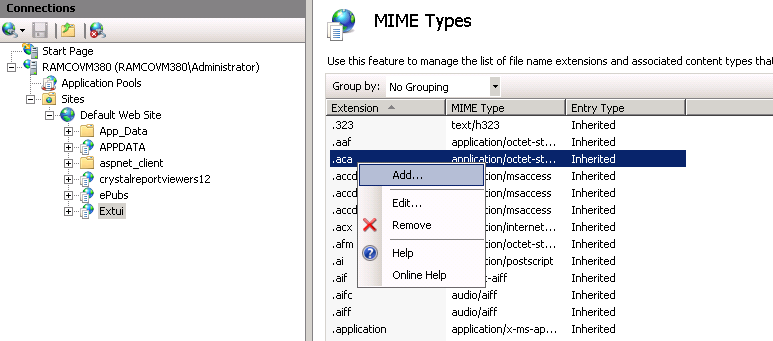 Connections
Start Page
RAMCOVM380 (RAMCOVM380\Administrator)
Application Pools
Sites
Default Web Site
App_Data
APPDATA
aspnet_client
crystalreportviewers12
ePubs
Extui
MIME Types
Use this feature to manage the list of file name extensions and associated content types tha
Group by: No Grouping
Extension MIME Type Entry Type
.323 text/h323 Inherited
.aaf application/octet-st... Inherited
.aca application/octet-st... Inherited
.accd ation/msaccess Inherited
.accd ation/msaccess Inherited
.accd ation/msaccess Inherited
.acx ation/internet... Inherited
.afm ation/octet-st... Inherited
.ai ation/postscript Inherited
.aif -aiff Inherited
.aifc audio/aiff Inherited
.aiff audio/aiff Inherited
.application application/x-ms-ap... Inherited
Add...
Edit...
Remove
Help
Online Help